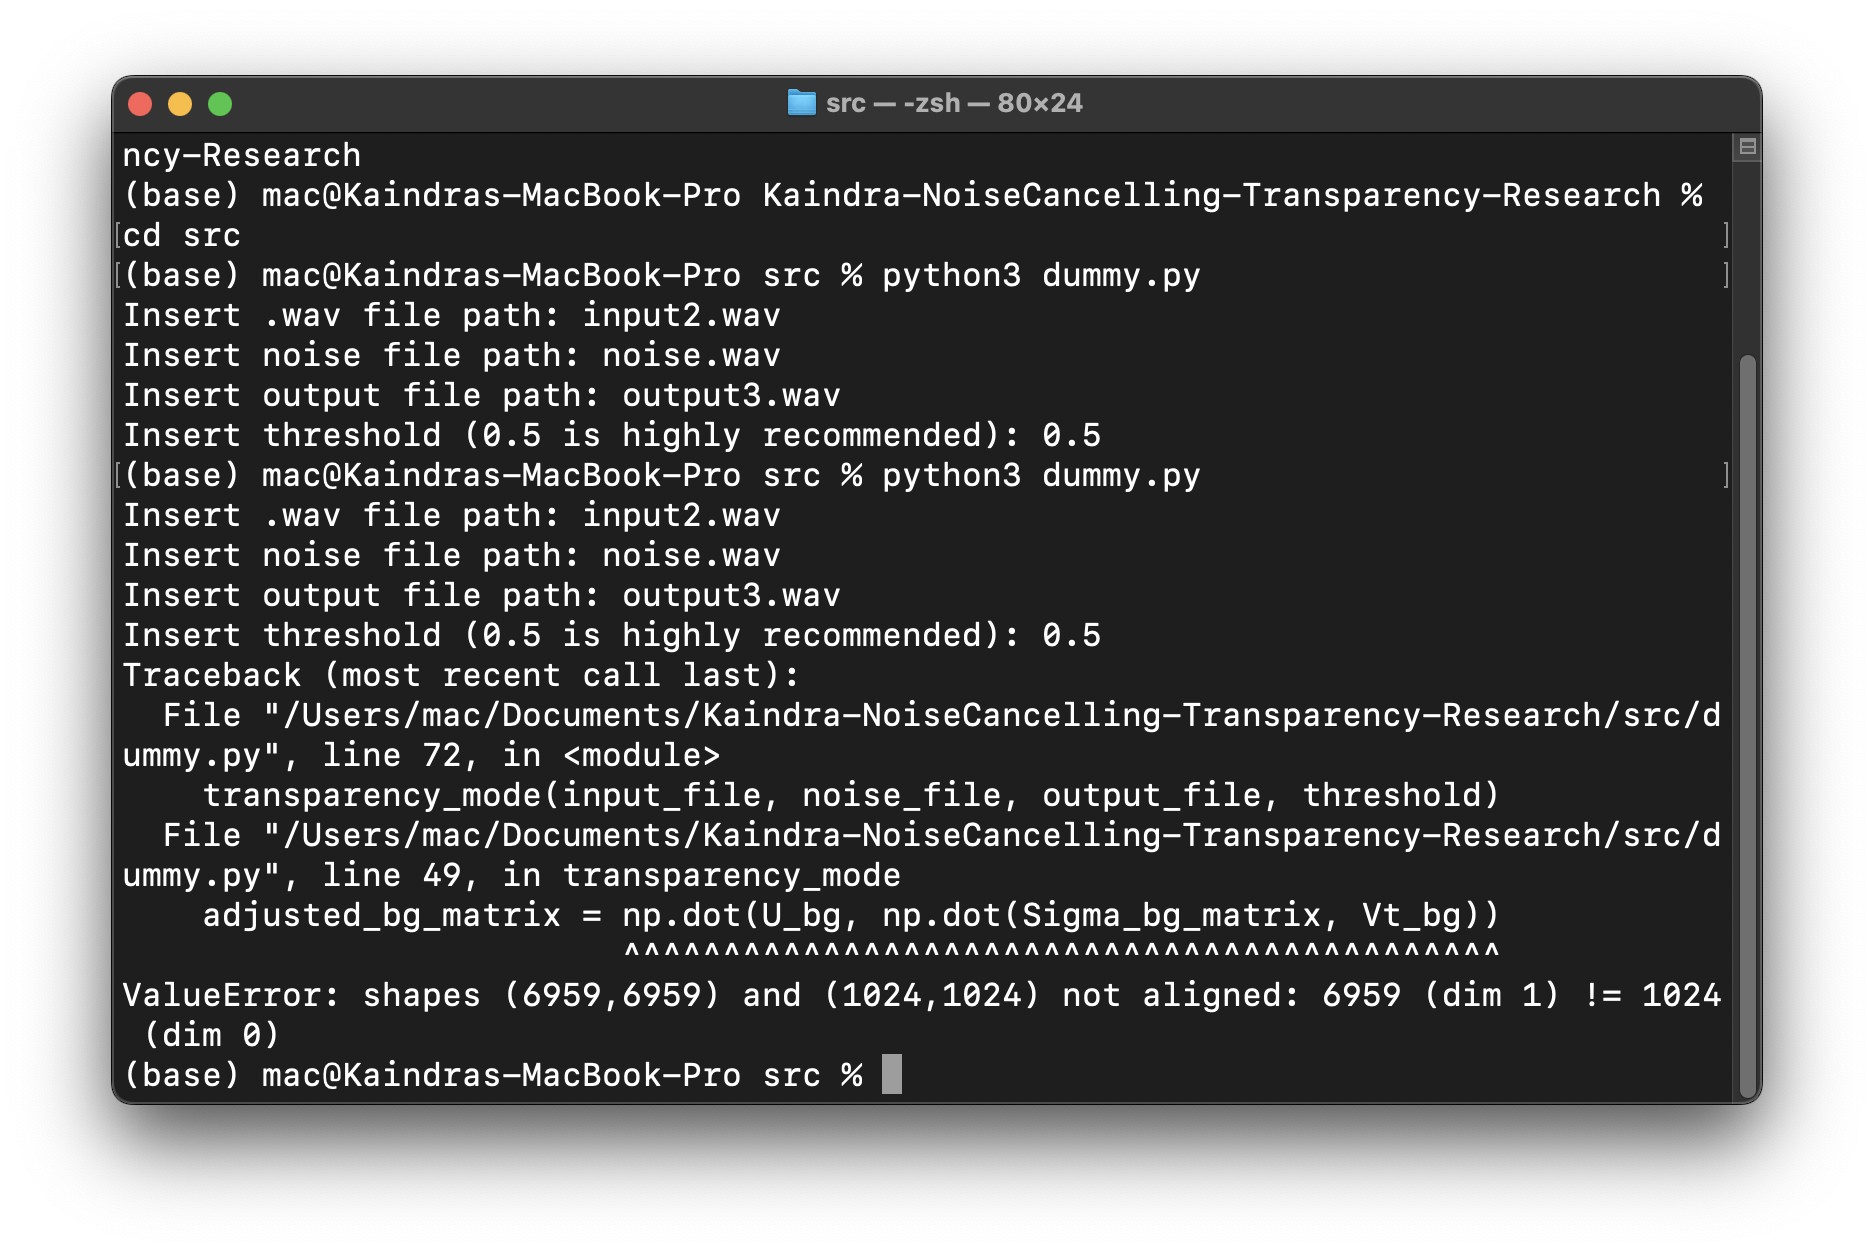 src — -zsh — 80×24
ncy-Research
(base) mac@Kaindras-MacBook-Pro Kaindra-NoiseCancelling-Transparency-Research %
[cd src ]
[(base) mac@Kaindras-MacBook-Pro src % python3 dummy.py ]
Insert .wav file path: input2.wav
Insert noise file path: noise.wav
Insert output file path: output3.wav
Insert threshold (0.5 is highly recommended): 0.5
[(base) mac@Kaindras-MacBook-Pro src % python3 dummy.py ]
Insert .wav file path: input2.wav
Insert noise file path: noise.wav
Insert output file path: output3.wav
Insert threshold (0.5 is highly recommended): 0.5
Traceback (most recent call last):
  File "/Users/mac/Documents/Kaindra-NoiseCancelling-Transparency-Research/src/d
ummy.py", line 72, in <module>
    transparency_mode(input_file, noise_file, output_file, threshold)
  File "/Users/mac/Documents/Kaindra-NoiseCancelling-Transparency-Research/src/d
ummy.py", line 49, in transparency_mode
    adjusted_bg_matrix = np.dot(U_bg, np.dot(Sigma_bg_matrix, Vt_bg))
                         ^^^^^^^^^^^^^^^^^^^^^^^^^^^^^^^^^^^^^^^^^^^^
ValueError: shapes (6959,6959) and (1024,1024) not aligned: 6959 (dim 1) != 1024
 (dim 0)
(base) mac@Kaindras-MacBook-Pro src %